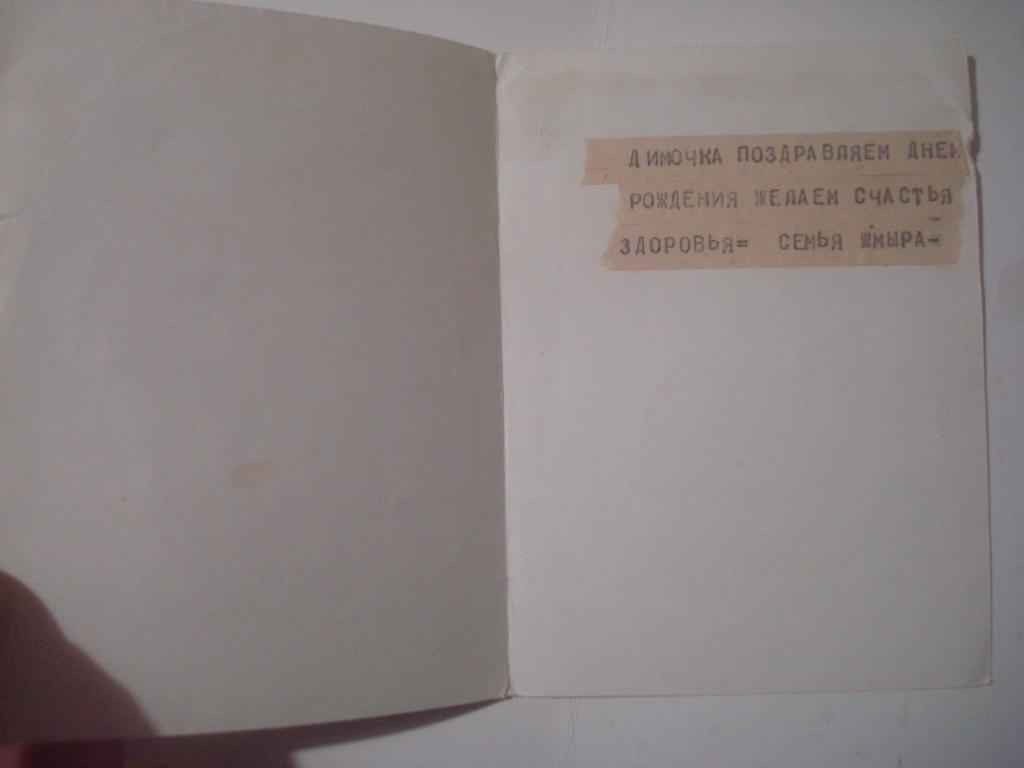 ДИМОЧКА ПОЗДРАВЛЯЕМ ДНЕМ
РОЖДЕНИЯ ЖЕЛАЕМ СЧАСТЬЯ
ЗДОРОВЬЯ= СЕМЬЯ ЖМЫРА-